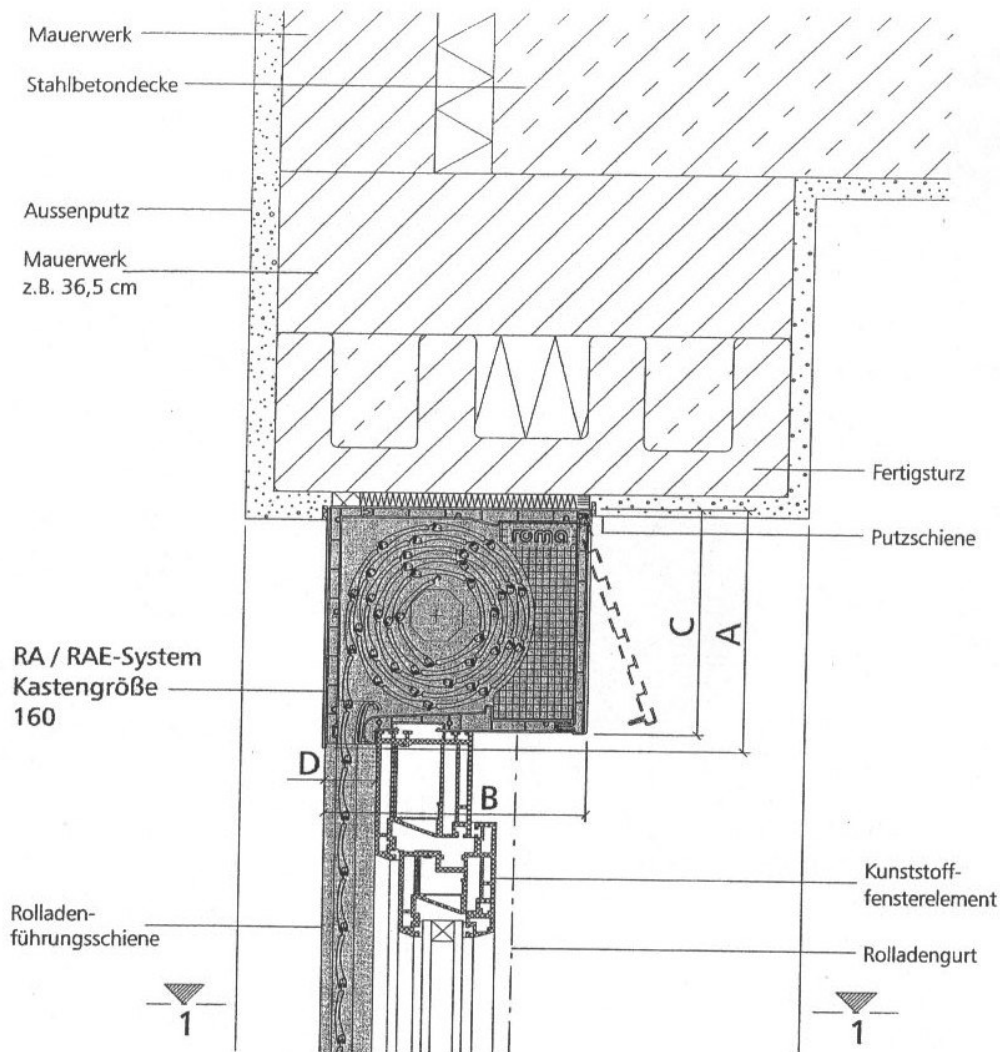 Mauerwerk
Stahlbetondecke
Aussenputz
Mauerwerk
z.B. 36,5 cm
Fertigsturz
Putzschiene
roma
C
A
RA / RAE-System
Kastengröße
160
D
B
Kunststoff-
fensterelement
Rolladen-
führungsschiene
Rolladengurt
1
1